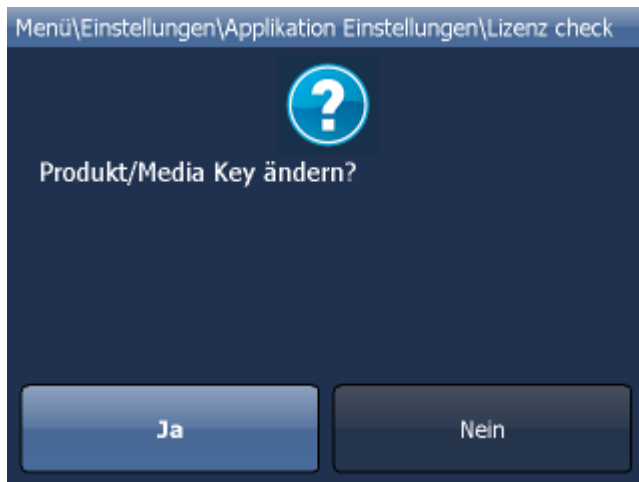 Menü\Einstellungen\Applikation Einstellungen\Lizenz check
?
Produkt/Media Key ändern?
Ja
Nein